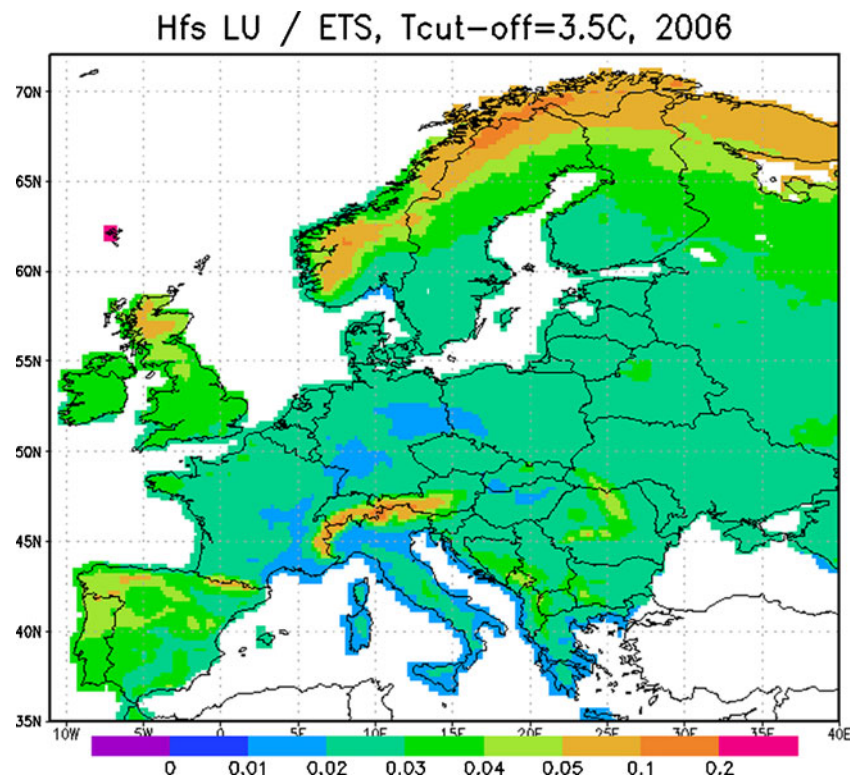 Hfs LU / ETS, Tcut-off=3.5C, 2006
70N
65N
60N
55N
50N
45N
40N
35N
10W 5W 0 5E 10E 15E 20E 25E 30E 35E 40E
0 0.01 0.02 0.03 0.04 0.05 0.1 0.2